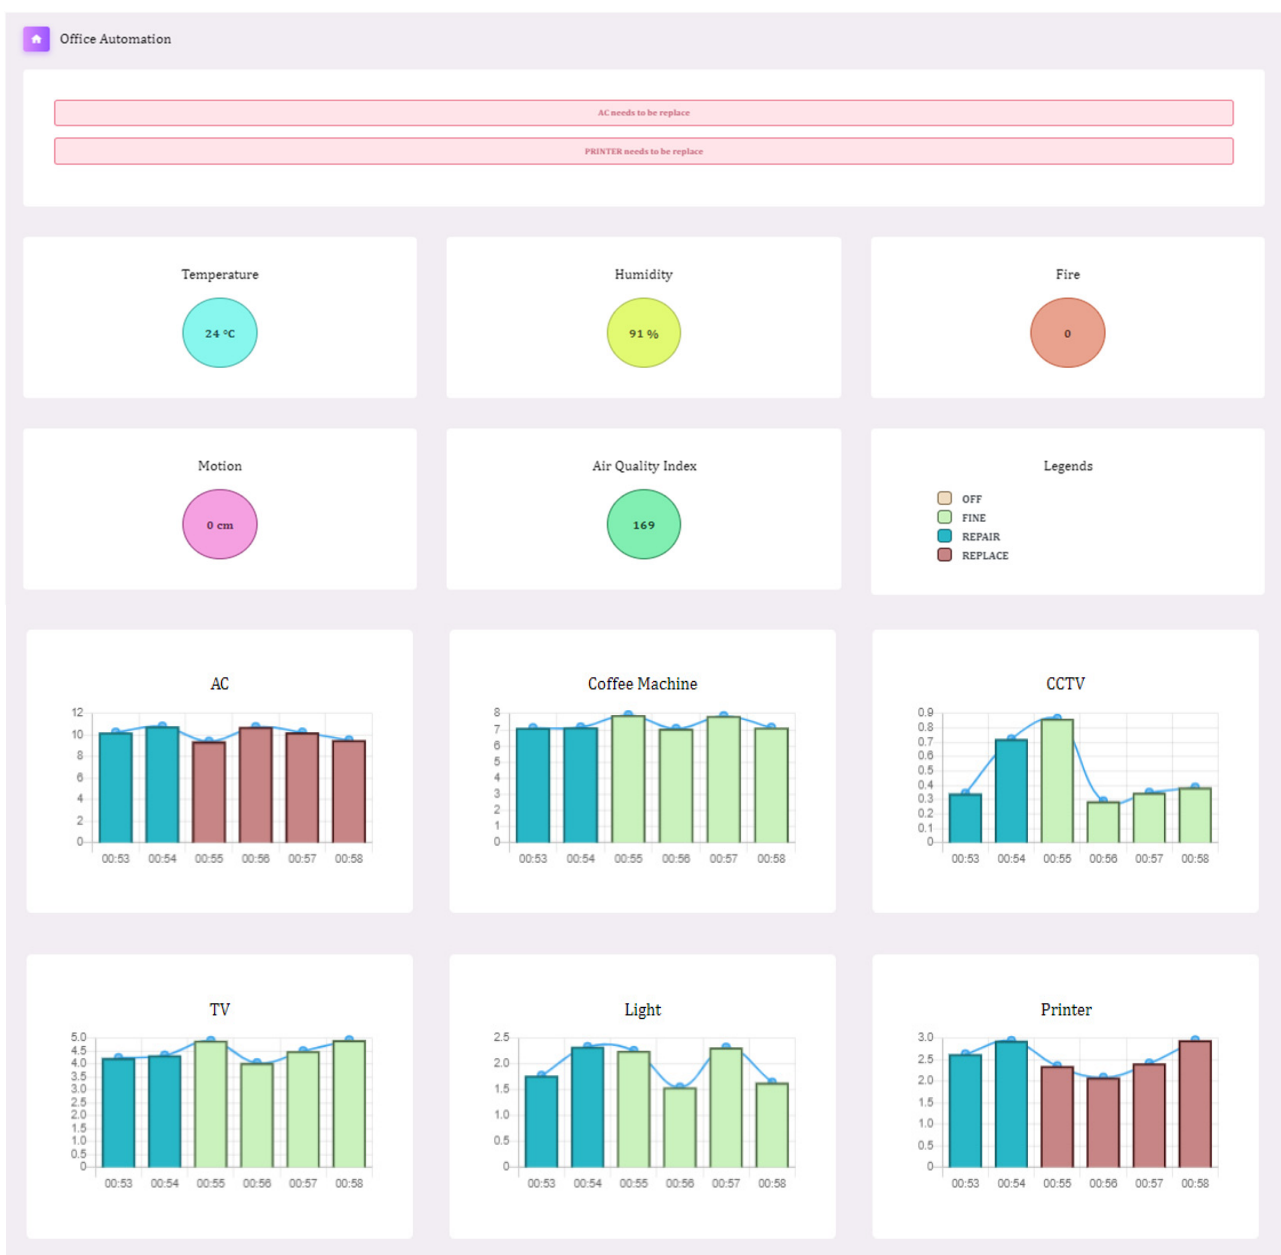 Office Automation
AC needs to be replace
PRINTER needs to be replace
Temperature
24 °C
Humidity
91 %
Fire
0
Motion
0 cm
Air Quality Index
169
Legends
OFF
FINE
REPAIR
REPLACE
AC
12
10
8
6
4
2
0
00:53 00:54 00:55 00:56 00:57 00:58
Coffee Machine
8
7
6
5
4
3
2
1
0
00:53 00:54 00:55 00:56 00:57 00:58
CCTV
0.9
0.8
0.7
0.6
0.5
0.4
0.3
0.2
0.1
0
00:53 00:54 00:55 00:56 00:57 00:58
TV
5.0
4.5
4.0
3.5
3.0
2.5
2.0
1.5
1.0
0.5
0
00:53 00:54 00:55 00:56 00:57 00:58
Light
2.5
2.0
1.5
1.0
0.5
0
00:53 00:54 00:55 00:56 00:57 00:58
Printer
3.0
2.5
2.0
1.5
1.0
0.5
0
00:53 00:54 00:55 00:56 00:57 00:58